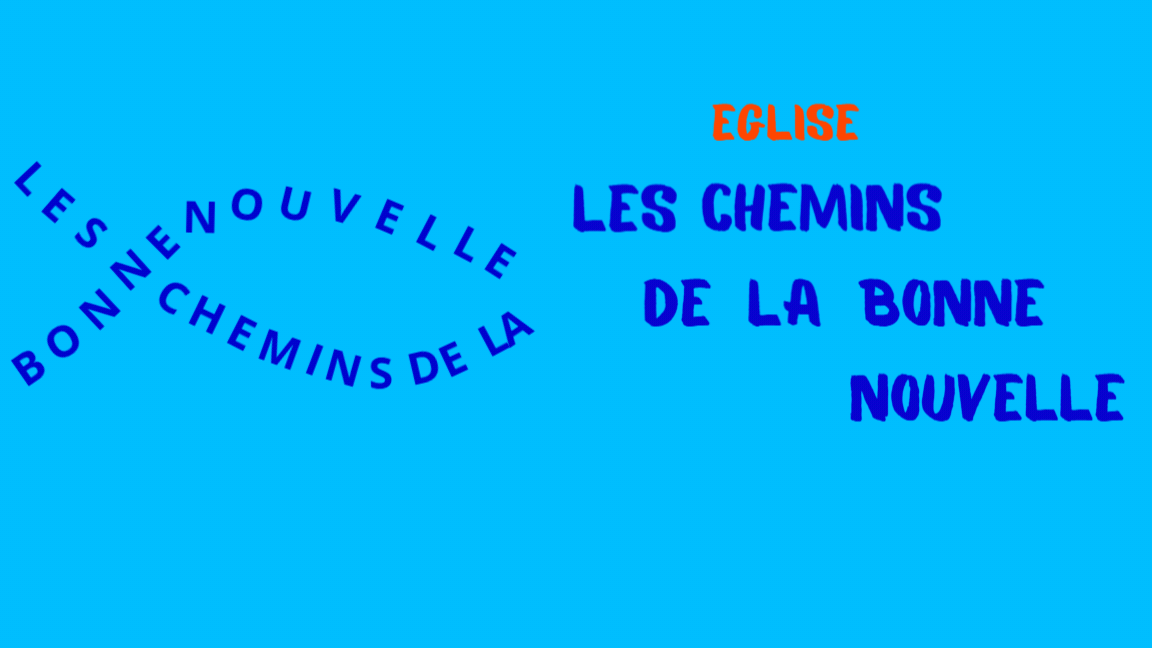 LES CHEMINS DE LA
BONNE NOUVELLE
EGLISE
LES CHEMINS
DE LA BONNE
NOUVELLE